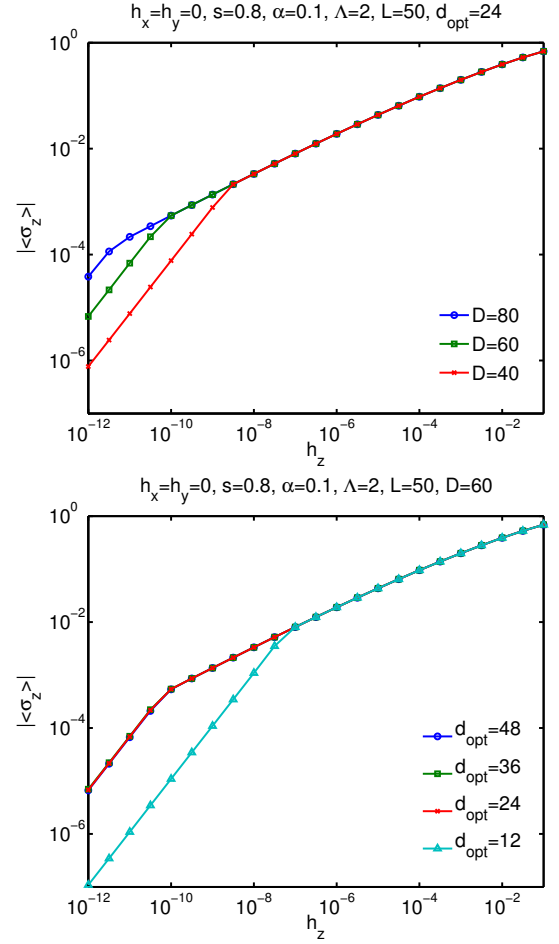 h_x=h_y=0, s=0.8, α=0.1, Λ=2, L=50, d_opt=24
10^0
10^-2
10^-4
10^-6
|<σ_z>|
D=80
D=60
D=40
10^-12 10^-10 10^-8 10^-6 10^-4 10^-2
h_z
h_x=h_y=0, s=0.8, α=0.1, Λ=2, L=50, D=60
10^0
10^-2
10^-4
10^-6
|<σ_z>|
d_opt=48
d_opt=36
d_opt=24
d_opt=12
10^-12 10^-10 10^-8 10^-6 10^-4 10^-2
h_z